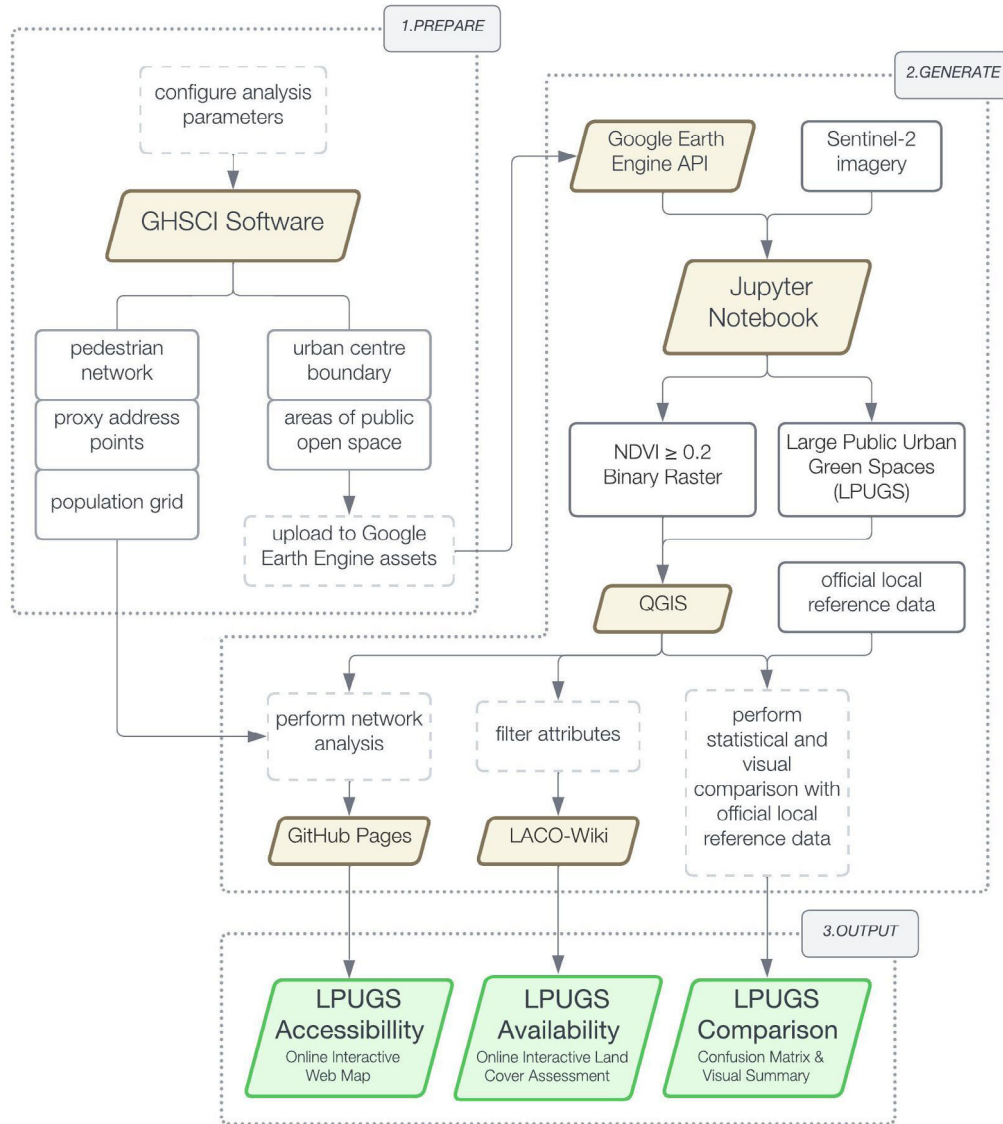 1.PREPARE
configure analysis
parameters
GHSCI Software
pedestrian
network
proxy address
points
population grid
urban centre
boundary
areas of public
open space
upload to Google
Earth Engine assets
2.GENERATE
Google Earth
Engine API
Sentinel-2
imagery
Jupyter
Notebook
NDVI ≥ 0.2
Binary Raster
Large Public Urban
Green Spaces
(LPUGS)
QGIS
official local
reference data
perform network
analysis
filter attributes
perform
statistical and
visual
comparison with
official local
reference data
GitHub Pages
LACO-Wiki
3.OUTPUT
LPUGS
Accessibillity
Online Interactive
Web Map
LPUGS
Availability
Online Interactive Land
Cover Assessment
LPUGS
Comparison
Confusion Matrix &
Visual Summary